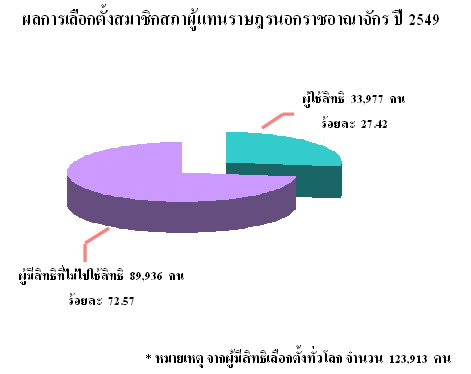 ผลการเลือกตั้งสมาชิกสภาผู้แทนราษฎรนอกราชอาณาจักร ปี 2549
ผู้ใช้สิทธิ 33,977 คน
ร้อยละ 27.42
ผู้มีสิทธิที่ไม่ไปใช้สิทธิ 89,936 คน
ร้อยละ 72.57
* หมายเหตุ จากผู้มีสิทธิเลือกตั้งทั่วโลก จำนวน 123,913 คน